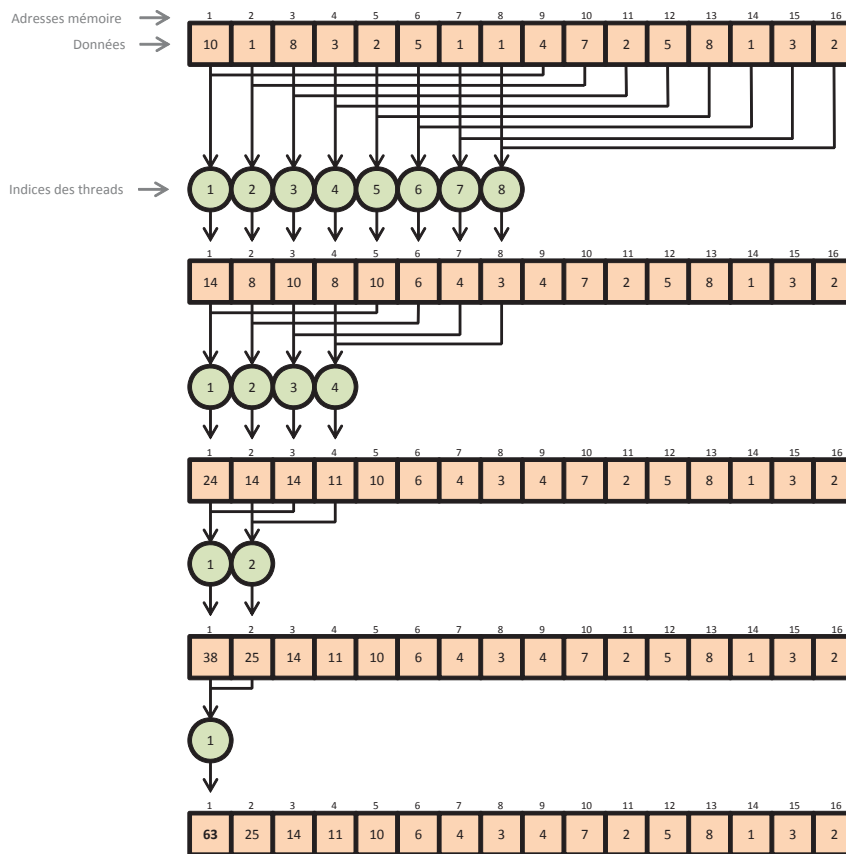 Adresses mémoire
1 2 3 4 5 6 7 8 9 10 11 12 13 14 15 16
Données
10 1 8 3 2 5 1 1 4 7 2 5 8 1 3 2
Indices des threads
1 2 3 4 5 6 7 8
1 2 3 4 5 6 7 8 9 10 11 12 13 14 15 16
14 8 10 8 10 6 4 3 4 7 2 5 8 1 3 2
1 2 3 4
1 2 3 4 5 6 7 8 9 10 11 12 13 14 15 16
24 14 14 11 10 6 4 3 4 7 2 5 8 1 3 2
1 2
1 2 3 4 5 6 7 8 9 10 11 12 13 14 15 16
38 25 14 11 10 6 4 3 4 7 2 5 8 1 3 2
1
1 2 3 4 5 6 7 8 9 10 11 12 13 14 15 16
63 25 14 11 10 6 4 3 4 7 2 5 8 1 3 2